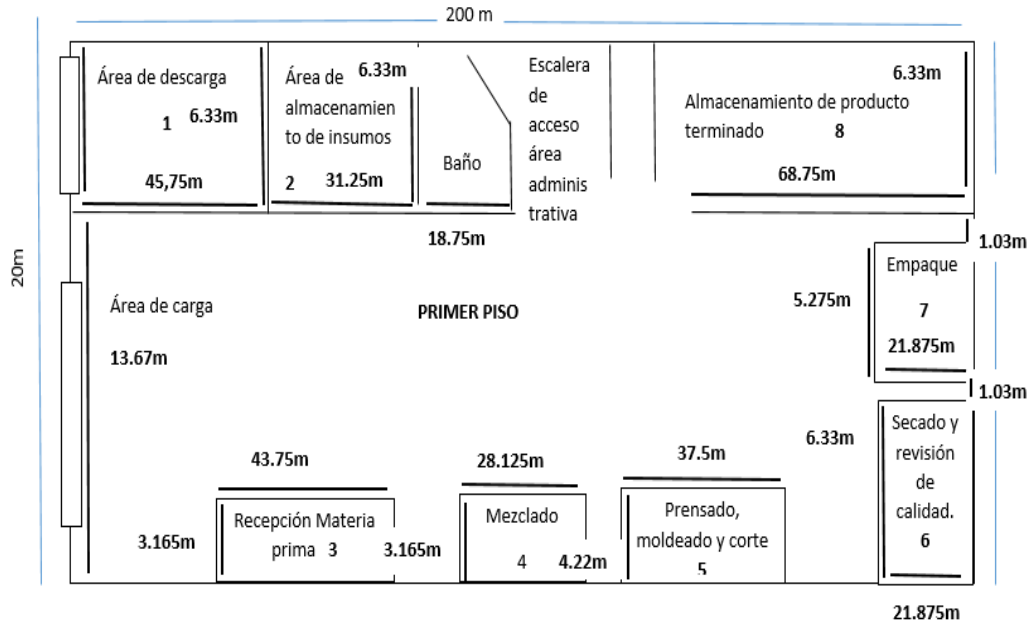 200 m
20m
Área de descarga
1 6.33m
45,75m
Área de 6.33m
almacenamien
to de insumos
2 31.25m
Baño
18.75m
Escalera
de
acceso
área
adminis
trativa
6.33m
Almacenamiento de producto
terminado 8
68.75m
1.03m
Empaque
7
21.875m
5.275m
1.03m
Área de carga
13.67m
PRIMER PISO
6.33m
Secado y
revisión
de
calidad.
6
21.875m
43.75m
28.125m
37.5m
3.165m
Recepción Materia
prima 3
3.165m
Mezclado
4
4.22m
Prensado,
moldeado y corte
5